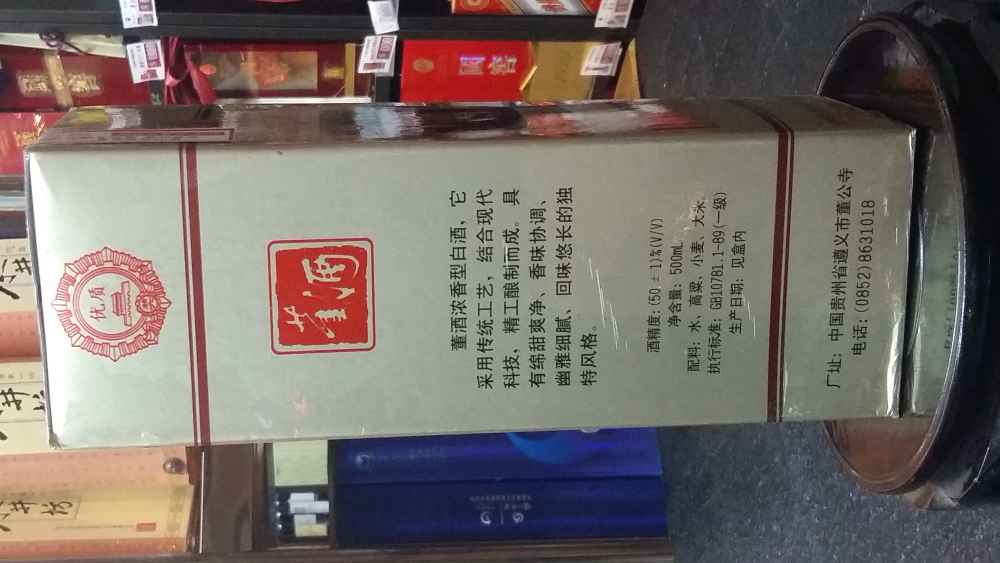 优质
董酒
董酒浓香型白酒，它
采用传统工艺，结合现代
科技，精工酿制而成。具
有绵甜爽净、香味协调、
幽雅细腻、回味悠长的独
特风格。
酒精度：(50±1)%(V/V)
净含量：500mL
配料：水、高粱、小麦、大米
执行标准：GB10781.1-89(一级)
生产日期：见盒内
厂址：中国贵州省遵义市董公寺
电话：(0852)8631018
国窖
井坊